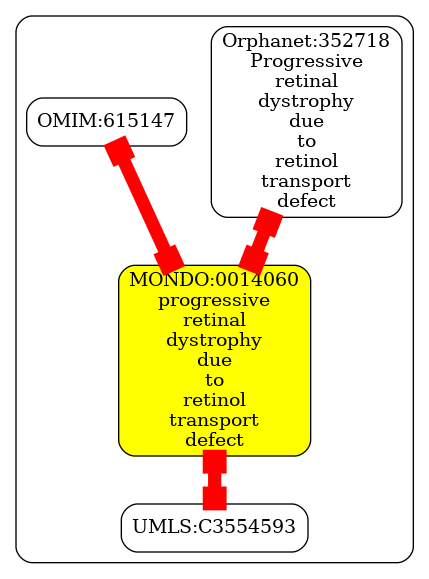 Orphanet:352718
Progressive
retinal
dystrophy
due
to
retinol
transport
defect
OMIM:615147
MONDO:0014060
progressive
retinal
dystrophy
due
to
retinol
transport
defect
UMLS:C3554593